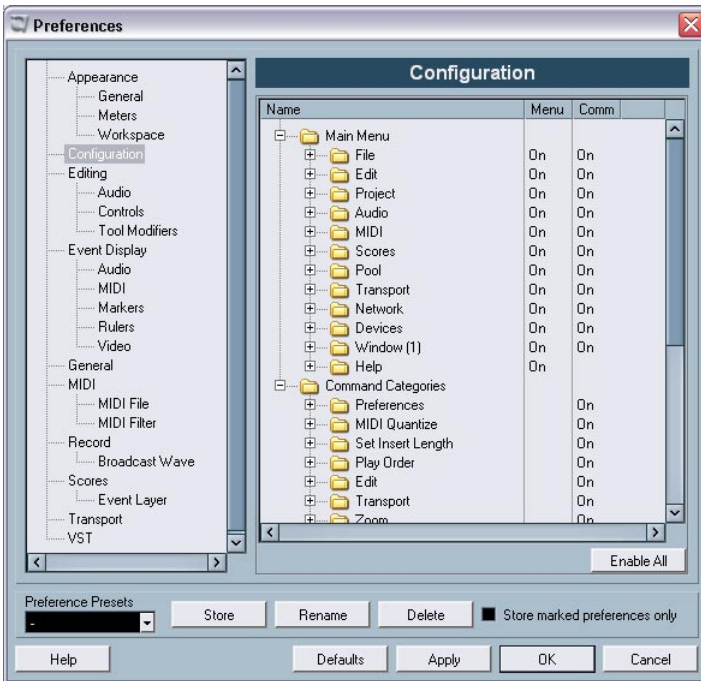 Preferences
Appearance
General
Meters
Workspace
Configuration
Editing
Audio
Controls
Tool Modifiers
Event Display
Audio
MIDI
Markers
Rulers
Video
General
MIDI
MIDI File
MIDI Filter
Record
Broadcast Wave
Scores
Event Layer
Transport
VST
Configuration
Name Menu Comm
Main Menu
File On On
Edit On On
Project On On
Audio On On
MIDI On On
Scores On On
Pool On On
Transport On On
Network On On
Devices On On
Window (1) On On
Help On
Command Categories
Preferences On
MIDI Quantize On
Set Insert Length On
Play Order On
Edit On
Transport On
Zoom On
Enable All
Preference Presets
-
Store Rename Delete Store marked preferences only
Help Defaults Apply OK Cancel